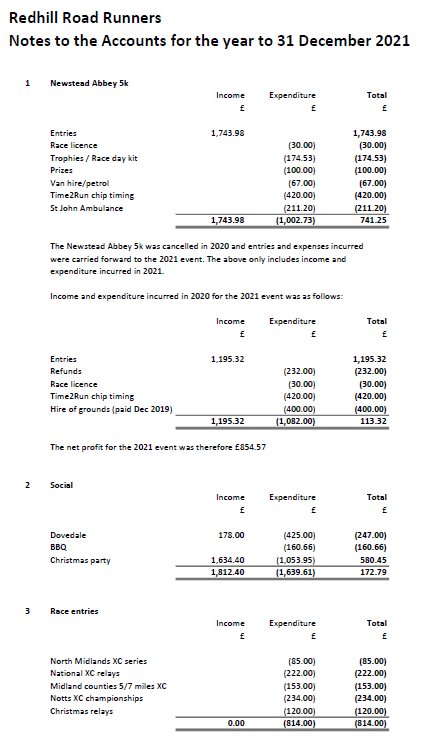 Redhill Road Runners
Notes to the Accounts for the year to 31 December 2021
1 Newstead Abbey 5k
Income Expenditure Total
£ £ £
Entries 1,743.98 1,743.98
Race licence (30.00) (30.00)
Trophies / Race day kit (174.53) (174.53)
Prizes (100.00) (100.00)
Van hire/petrol (67.00) (67.00)
Time2Run chip timing (420.00) (420.00)
St John Ambulance (211.20) (211.20)
1,743.98 (1,002.73) 741.25
The Newstead Abbey 5k was cancelled in 2020 and entries and expenses incurred
were carried forward to the 2021 event. The above only includes income and
expenditure incurred in 2021.
Income and expenditure incurred in 2020 for the 2021 event was as follows:
Income Expenditure Total
£ £ £
Entries 1,195.32 1,195.32
Refunds (232.00) (232.00)
Race licence (30.00) (30.00)
Time2Run chip timing (420.00) (420.00)
Hire of grounds (paid Dec 2019) (400.00) (400.00)
1,195.32 (1,082.00) 113.32
The net profit for the 2021 event was therefore £854.57
2 Social
Income Expenditure Total
£ £ £
Dovedale 178.00 (425.00) (247.00)
BBQ (160.66) (160.66)
Christmas party 1,634.40 (1,053.95) 580.45
1,812.40 (1,639.61) 172.79
3 Race entries
Income Expenditure Total
£ £ £
North Midlands XC series (85.00) (85.00)
National XC relays (222.00) (222.00)
Midland counties 5/7 miles XC (153.00) (153.00)
Notts XC championships (234.00) (234.00)
Christmas relays (120.00) (120.00)
0.00 (814.00) (814.00)